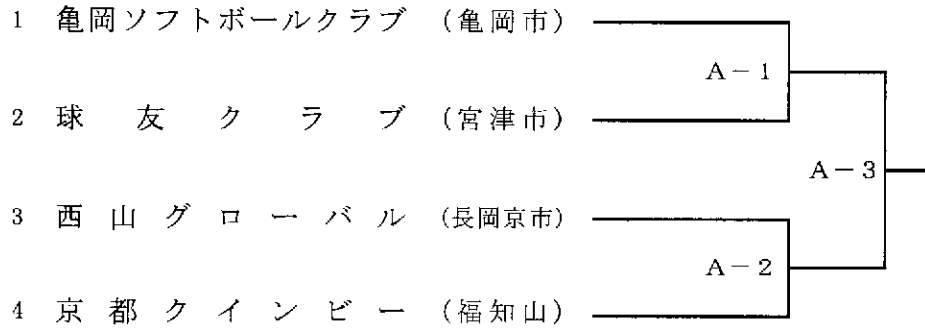 1 亀岡ソフトボールクラブ (亀岡市)
A－1
2 球友クラブ (宮津市)
A－3
3 西山グローバル (長岡京市)
A－2
4 京都クインビー (福知山)